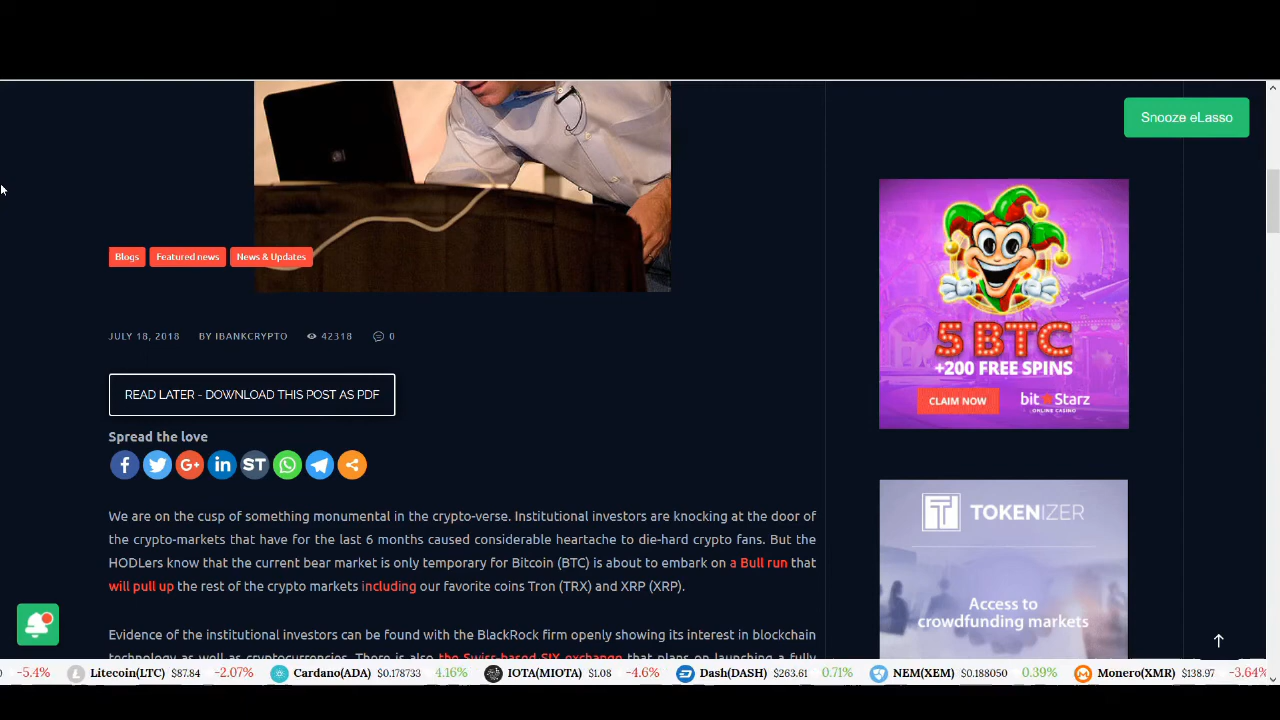 Snooze eLasso
Blogs
Featured news
News & Updates
JULY 18, 2018 BY IBANKCRYPTO 42318 0
READ LATER - DOWNLOAD THIS POST AS PDF
Spread the love
ST
We are on the cusp of something monumental in the crypto-verse. Institutional investors are knocking at the door of
the crypto-markets that have for the last 6 months caused considerable heartache to die-hard crypto fans. But the
HODLers know that the current bear market is only temporary for Bitcoin (BTC) is about to embark on a Bull run that
will pull up the rest of the crypto markets including our favorite coins Tron (TRX) and XRP (XRP).
Evidence of the institutional investors can be found with the BlackRock firm openly showing its interest in blockchain
technology as well as cryptocurrencies. There is also the Swiss-based SIX exchange that plans on launching a fully
5 BTC
+200 FREE SPINS
CLAIM NOW
bitStarz
ONLINE CASINO
TOKENIZER
Access to
crowdfunding markets
-5.4% Litecoin(LTC) $87.84 -2.07% Cardano(ADA) $0.178733 4.16% IOTA(MIOTA) $1.08 -4.6% Dash(DASH) $263.61 0.71% NEM(XEM) $0.188050 0.39% Monero(XMR) $138.97 -3.64%